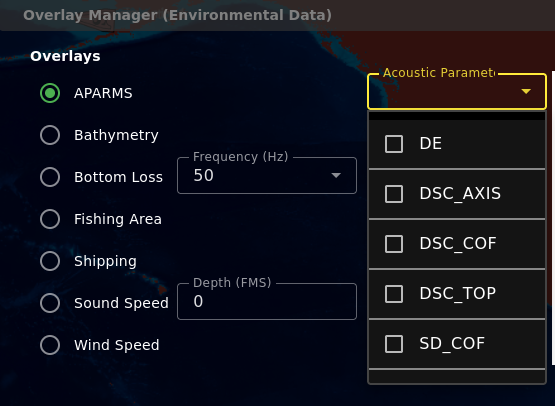 Overlay Manager (Environmental Data)
Overlays
APARMS
Acoustic Paramet
Bathymetry
Bottom Loss
Frequency (Hz)
50
Fishing Area
Shipping
Sound Speed
Depth (FMS)
0
Wind Speed
DE
DSC_AXIS
DSC_COF
DSC_TOP
SD_COF